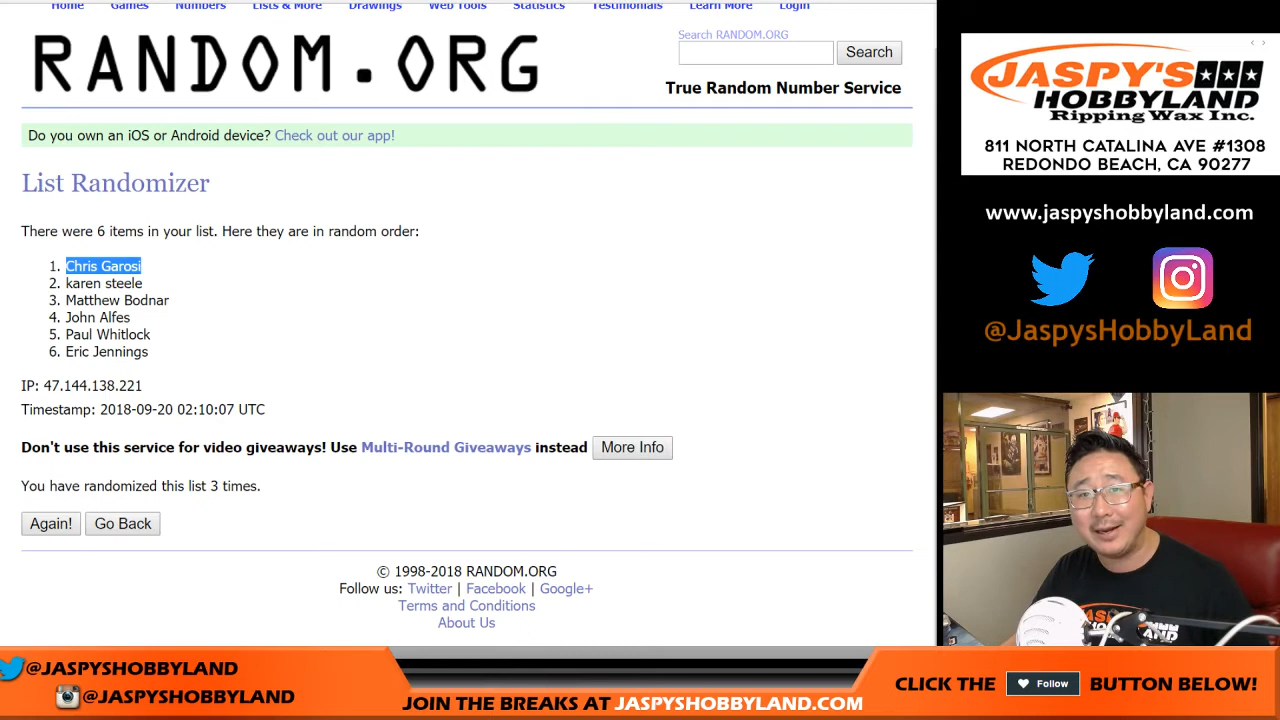 Home Games Numbers Lists & More Drawings Web Tools Statistics Testimonials Learn More Login
RANDOM.ORG
Search RANDOM.ORG
Search
True Random Number Service
Do you own an iOS or Android device? Check out our app!
List Randomizer
There were 6 items in your list. Here they are in random order:
1. Chris Garosi
2. karen steele
3. Matthew Bodnar
4. John Alfes
5. Paul Whitlock
6. Eric Jennings
IP: 47.144.138.221
Timestamp: 2018-09-20 02:10:07 UTC
Don't use this service for video giveaways! Use Multi-Round Giveaways instead More Info
You have randomized this list 3 times.
Again! Go Back
© 1998-2018 RANDOM.ORG
Follow us: Twitter | Facebook | Google+
Terms and Conditions
About Us
JASPY'S
HOBBYLAND
Ripping Wax Inc.
811 NORTH CATALINA AVE #1308
REDONDO BEACH, CA 90277
www.jaspyshobbyland.com
@JaspysHobbyLand
JASPY'S
@JASPYSHOBBYLAND
@JASPYSHOBBYLAND
JOIN THE BREAKS AT JASPYSHOBBYLAND.COM
CLICK THE Follow BUTTON BELOW!